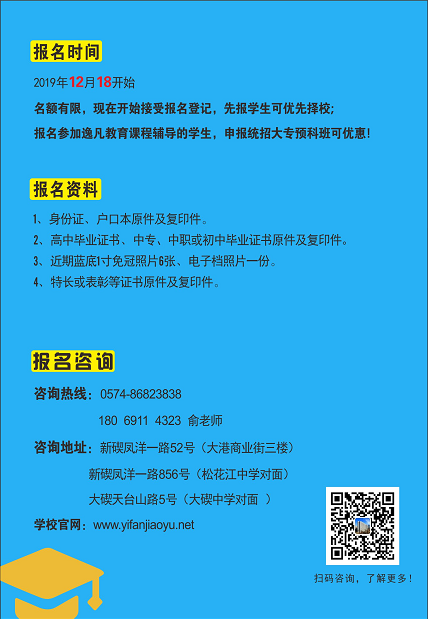 报名时间
2019年12月18开始
名额有限，现在开始接受报名登记，先报学生可优先择校；
报名参加逸凡教育课程辅导的学生，申报统招大专预科班可优惠！
报名资料
1、身份证、户口本原件及复印件。
2、高中毕业证书、中专、中职或初中毕业证书原件及复印件。
3、近期蓝底1寸免冠照片6张、电子档照片一份。
4、特长或表彰等证书原件及复印件。
报名咨询
咨询热线：0574-86823838
180 6911 4323 俞老师
咨询地址：新碶凤洋一路52号（大港商业街三楼）
新碶凤洋一路856号（松花江中学对面）
大碶天台山路5号（大碶中学对面 ）
学校官网：www.yifanjiaoyu.net
扫码咨询，了解更多！